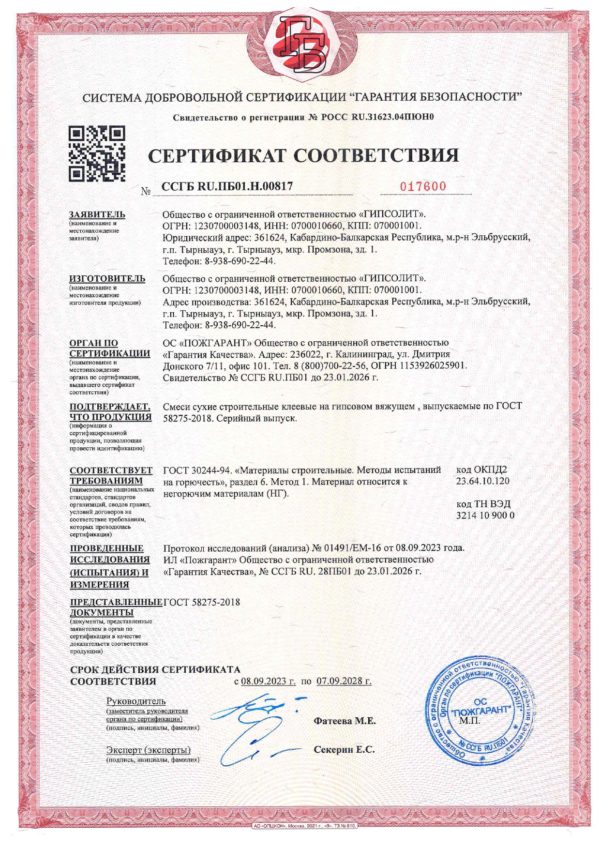 ГБ
СИСТЕМА ДОБРОВОЛЬНОЙ СЕРТИФИКАЦИИ "ГАРАНТИЯ БЕЗОПАСНОСТИ"
Свидетельство о регистрации № РОСС RU.31623.04ПЮН0
СЕРТИФИКАТ СООТВЕТСТВИЯ
№ ССГБ RU.ПБ01.Н.00817 017600
ЗАЯВИТЕЛЬ
(наименование и
местонахождение
заявителя)
Общество с ограниченной ответственностью «ГИПСОЛИТ».
ОГРН: 1230700003148, ИНН: 0700010660, КПП: 070001001.
Юридический адрес: 361624, Кабардино-Балкарская Республика, м.р-н Эльбрусский,
г.п. Тырныауз, г. Тырныауз, мкр. Промзона, зд. 1.
Телефон: 8-938-690-22-44.
ИЗГОТОВИТЕЛЬ
(наименование и
местонахождение
изготовителя продукции)
Общество с ограниченной ответственностью «ГИПСОЛИТ».
ОГРН: 1230700003148, ИНН: 0700010660, КПП: 070001001.
Адрес производства: 361624, Кабардино-Балкарская Республика, м.р-н Эльбрусский,
г.п. Тырныауз, г. Тырныауз, мкр. Промзона, зд. 1.
Телефон: 8-938-690-22-44.
ОРГАН ПО
СЕРТИФИКАЦИИ
(наименование и
местонахождение
органа по сертификации,
выдавшего сертификат
соответствия)
ОС «ПОЖГАРАНТ» Общество с ограниченной ответственностью
«Гарантия Качества». Адрес: 236022, г. Калининград, ул. Дмитрия
Донского 7/11, офис 101. Тел. 8 (800)700-22-56, ОГРН 1153926025901.
Свидетельство № ССГБ RU.ПБ01 до 23.01.2026 г.
ПОДТВЕРЖДАЕТ,
ЧТО ПРОДУКЦИЯ
(информация о
сертифицированной
продукции, позволяющая
провести идентификацию)
Смеси сухие строительные клеевые на гипсовом вяжущем , выпускаемые по ГОСТ
58275-2018. Серийный выпуск.
СООТВЕТСТВУЕТ
ТРЕБОВАНИЯМ
(наименование национальных
стандартов, стандартов
организаций, сводов правил,
условий договоров на
соответствие требованиям,
которых проводилась
сертификация)
ГОСТ 30244-94. «Материалы строительные. Методы испытаний
на горючесть», раздел 6. Метод 1. Материал относится к
негорючим материалам (НГ).
код ОКПД2
23.64.10.120
код ТН ВЭД
3214 10 900 0
ПРОВЕДЕННЫЕ
ИССЛЕДОВАНИЯ
(ИСПЫТАНИЯ) И
ИЗМЕРЕНИЯ
Протокол исследований (анализа) № 01491/ЕМ-16 от 08.09.2023 года.
ИЛ «Пожгарант» Общество с ограниченной ответственностью
«Гарантия Качества», № ССГБ RU. 28ПБ01 до 23.01.2026 г.
ПРЕДСТАВЛЕННЫЕ
ДОКУМЕНТЫ
(документы, представленные
заявителем в орган по
сертификации в качестве
доказательств соответствия
продукции)
ГОСТ 58275-2018
СРОК ДЕЙСТВИЯ СЕРТИФИКАТА
СООТВЕТСТВИЯ с 08.09.2023 г. по 07.09.2028 г.
Руководитель
(заместитель руководителя
органа по сертификации)
(подпись, инициалы, фамилия)
Фатеева М.Е.
Эксперт (эксперты)
(подпись, инициалы, фамилия)
Секерин Е.С.
Общество с ограниченной ответственностью "Гарантия Качества"
Орган по сертификации "ПОЖГАРАНТ"
ОС
"ПОЖГАРАНТ"
М.П.
№ ССГБ RU.ПБ01
АО «ОПЦИОН», Москва, 2021 г., «В», ТЗ № 610.